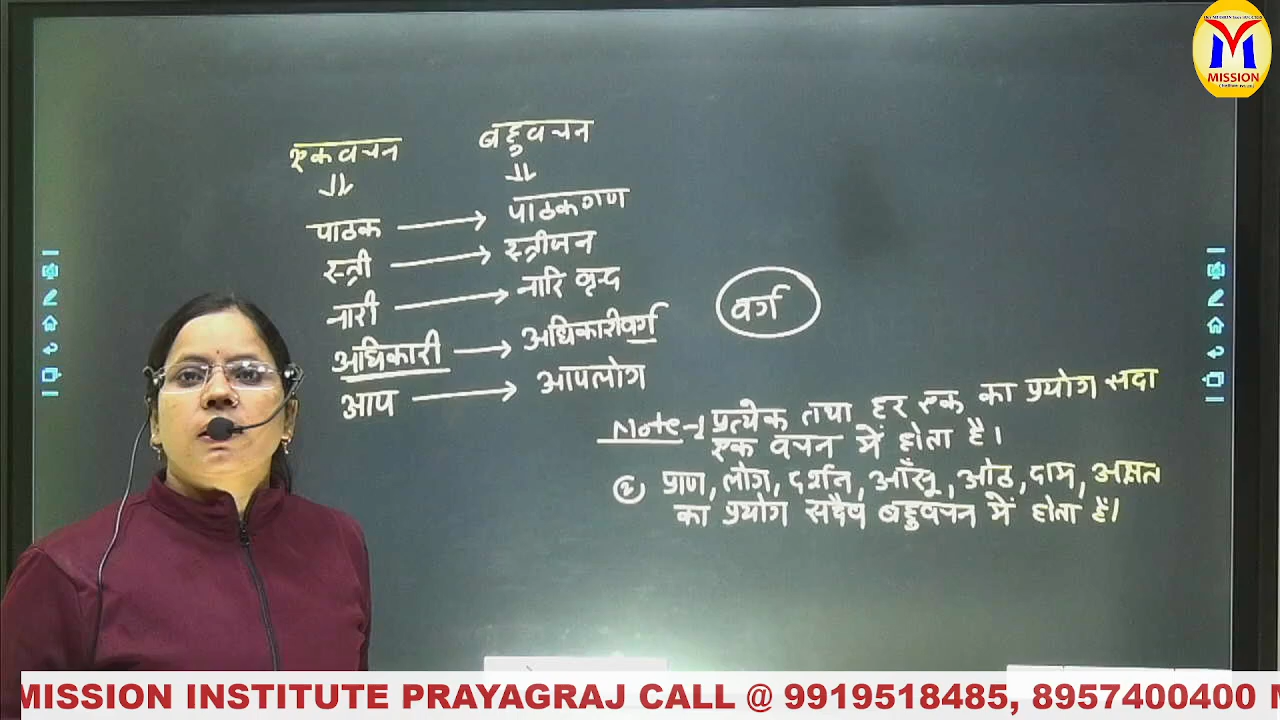 MISSION
एकवचन बहुवचन
पाठक → पाठकगण
स्त्री → स्त्रीजन
नारी → नारि वृन्द
अधिकारी → अधिकारीवर्ग
वर्ग
आप → आपलोग
Note-1 प्रत्येक तथा हर एक का प्रयोग सदा
एक वचन में होता है।
② प्राण, लोग, दर्शन, आँसू, ओठ, दाम, अक्षत
का प्रयोग सदैव बहुवचन में होता है।
MISSION INSTITUTE PRAYAGRAJ CALL @ 9919518485, 8957400400